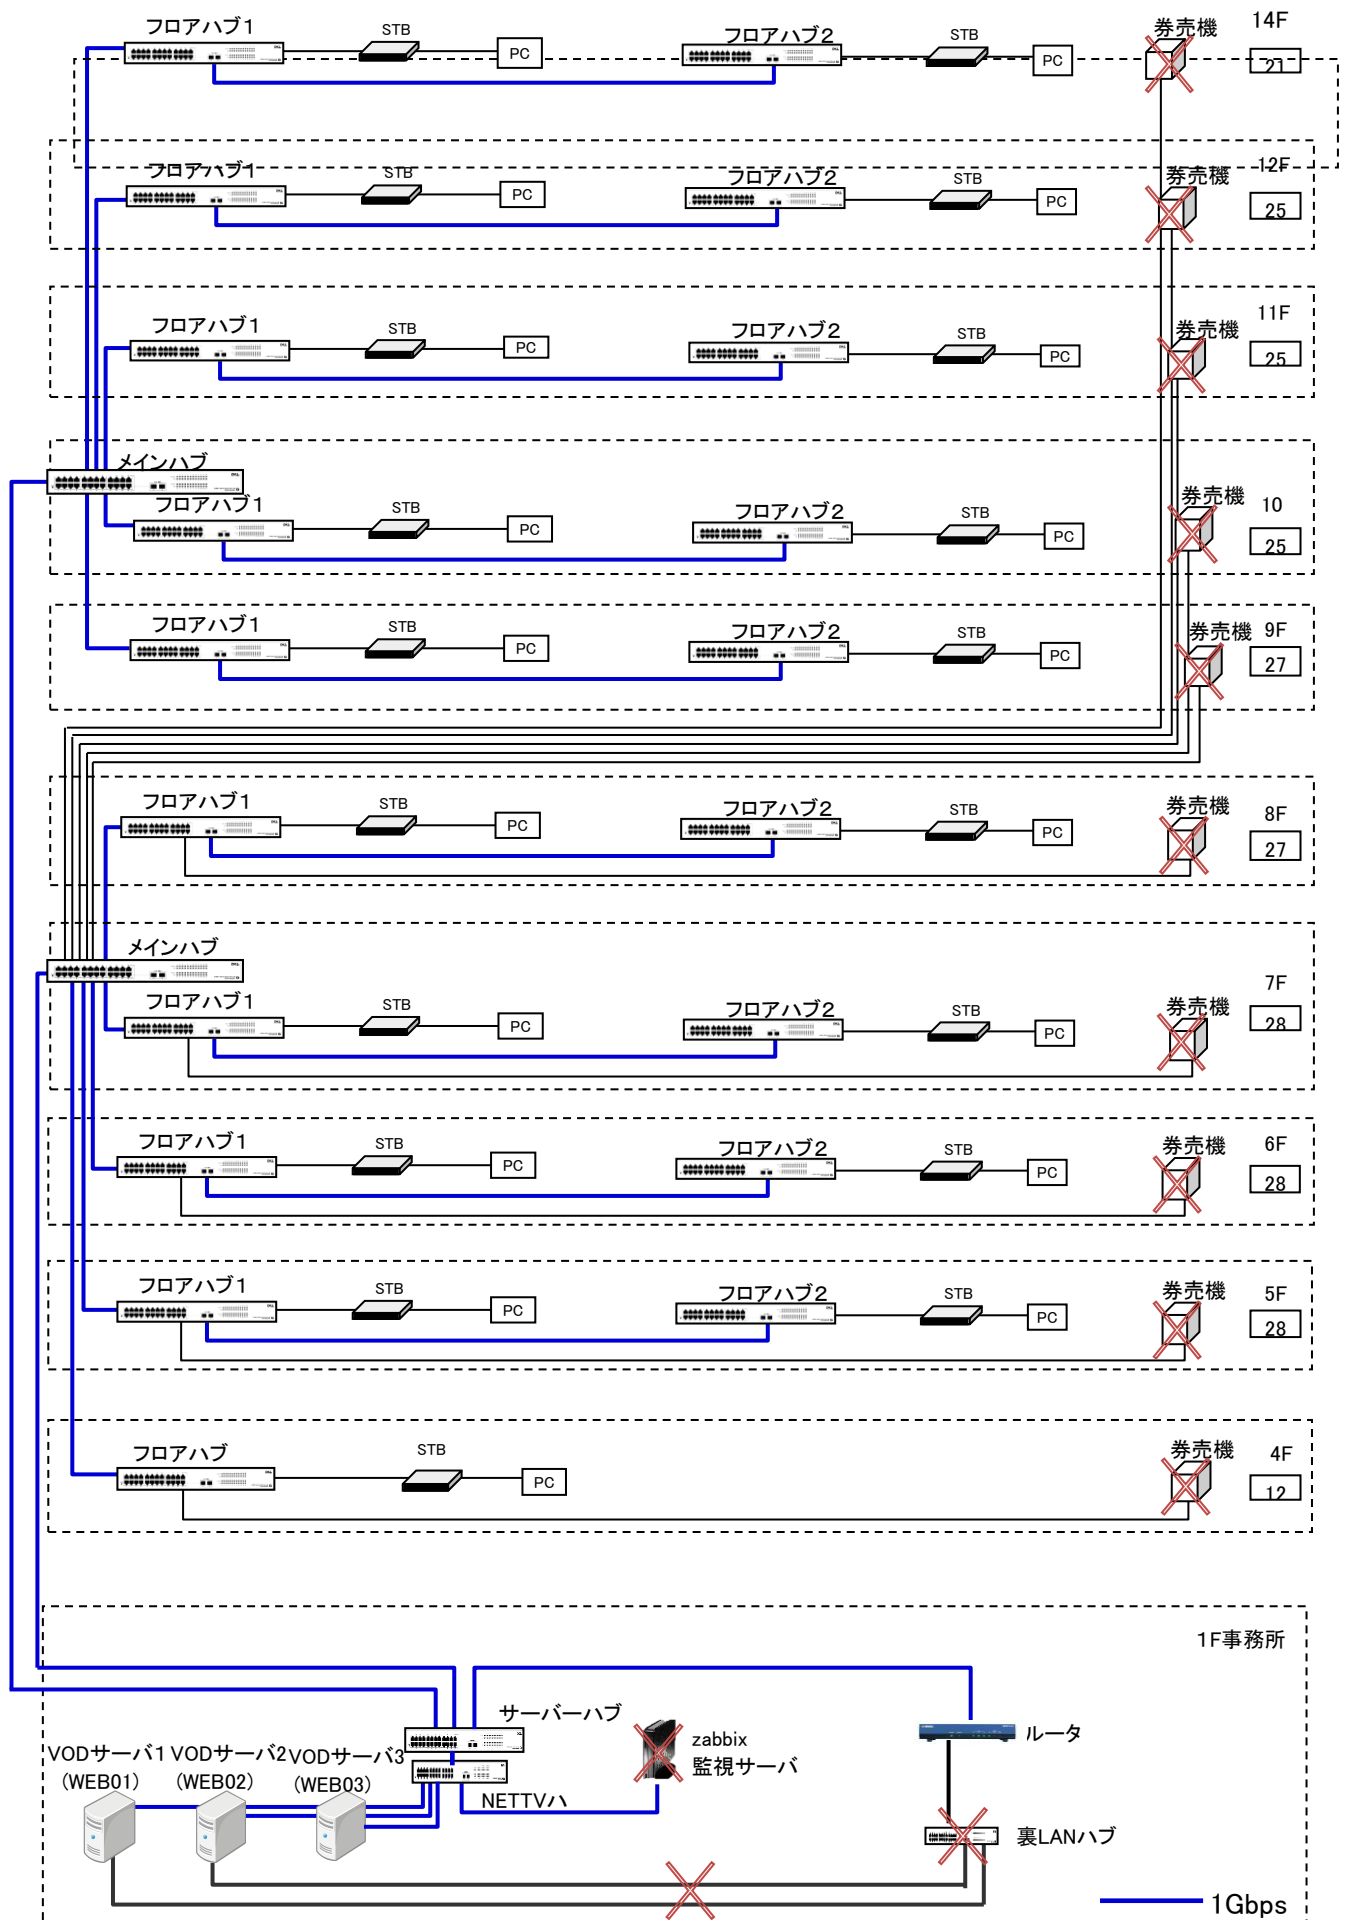 フロアハブ1
STB
PC
フロアハブ2
STB
PC
券売機
14F
21
フロアハブ1
STB
PC
フロアハブ2
STB
PC
券売機
12F
25
フロアハブ1
STB
PC
フロアハブ2
STB
PC
券売機
11F
25
メインハブ
フロアハブ1
STB
PC
フロアハブ2
STB
PC
券売機
10
25
フロアハブ1
STB
PC
フロアハブ2
STB
PC
券売機
9F
27
フロアハブ1
STB
PC
フロアハブ2
STB
PC
券売機
8F
27
メインハブ
フロアハブ1
STB
PC
フロアハブ2
STB
PC
券売機
7F
28
フロアハブ1
STB
PC
フロアハブ2
STB
PC
券売機
6F
28
フロアハブ1
STB
PC
フロアハブ2
STB
PC
券売機
5F
28
フロアハブ
STB
PC
券売機
4F
12
1F事務所
サーバーハブ
zabbix
監視サーバ
ルータ
VODサーバ1
(WEB01)
VODサーバ2
(WEB02)
VODサーバ3
(WEB03)
NETTVハ
裏LANハブ
1Gbps